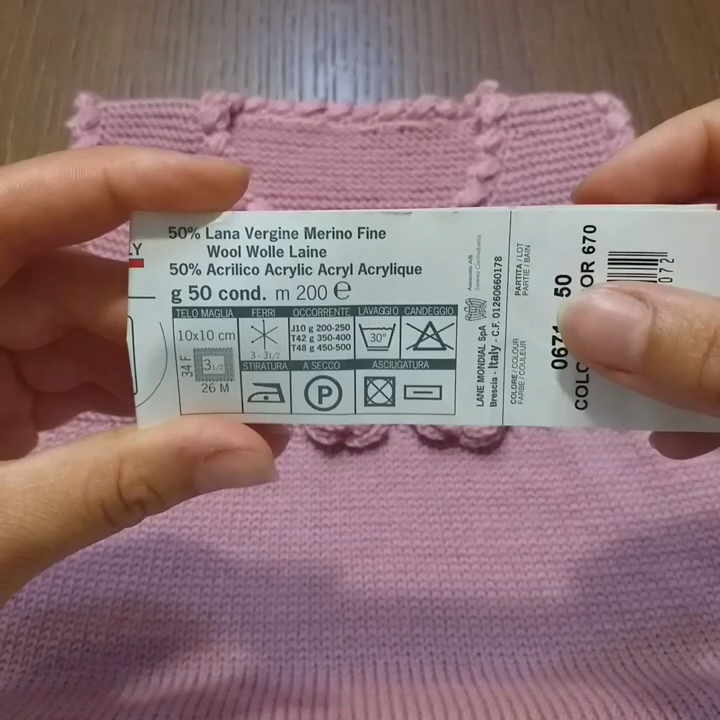 LY
50% Lana Vergine Merino Fine
Wool Wolle Laine
50% Acrilico Acrylic Acryl Acrylique
g 50 cond. m 200 e
TELO MAGLIA FERRI OCCORRENTE LAVAGGIO CANDEGGIO
10x10 cm
34 F
3 1/2
26 M
3 - 3 1/2
J10 g 200-250
T42 g 350-400
T48 g 450-500
30°
STIRATURA A SECCO ASCIUGATURA
P
LANE MONDIAL SpA
Brescia - Italy - C.F. 01260660178
PARTITA / LOT
PARTIE / BAIN
COLORE / COLOUR
FARBE / COULEUR
50
OR 670
072